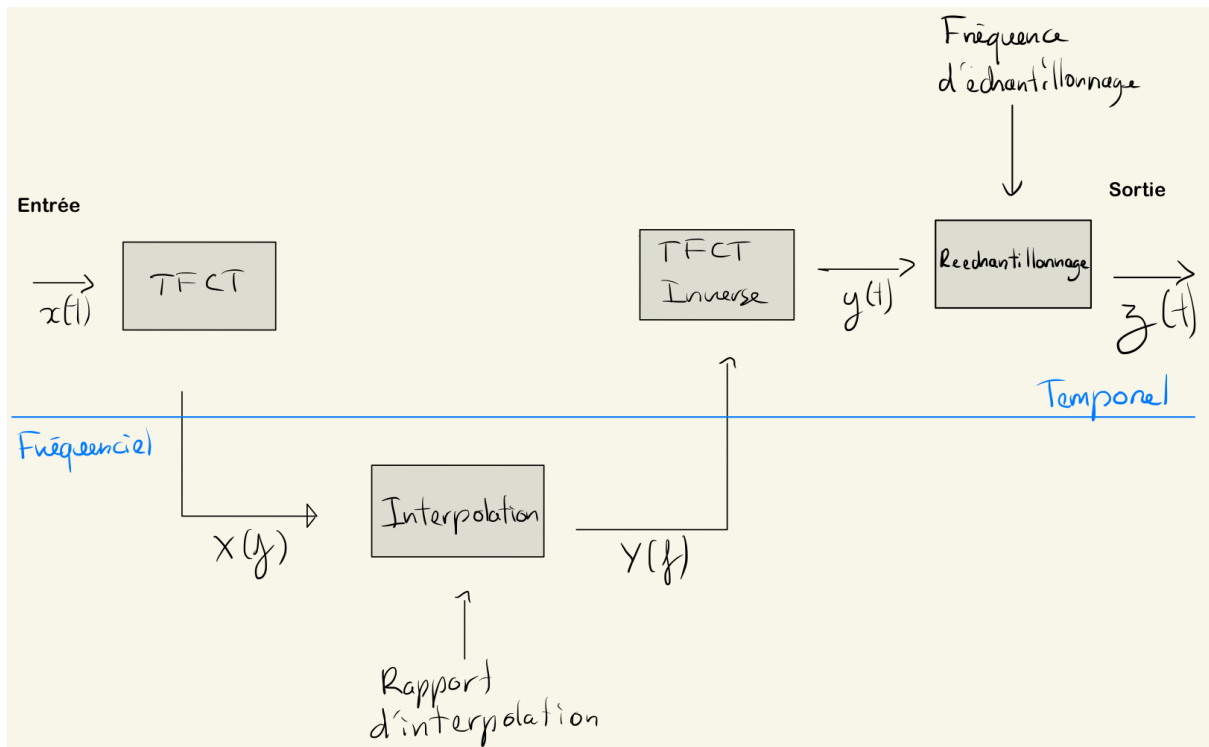 Fréquence
d'échantillonnage
Entrée
Sortie
TFCT
TFCT
Inverse
Reechantillonnage
x(t)
y(t)
z(t)
Temporel
Fréquenciel
Interpolation
X(f)
Y(f)
Rapport
d'interpolation